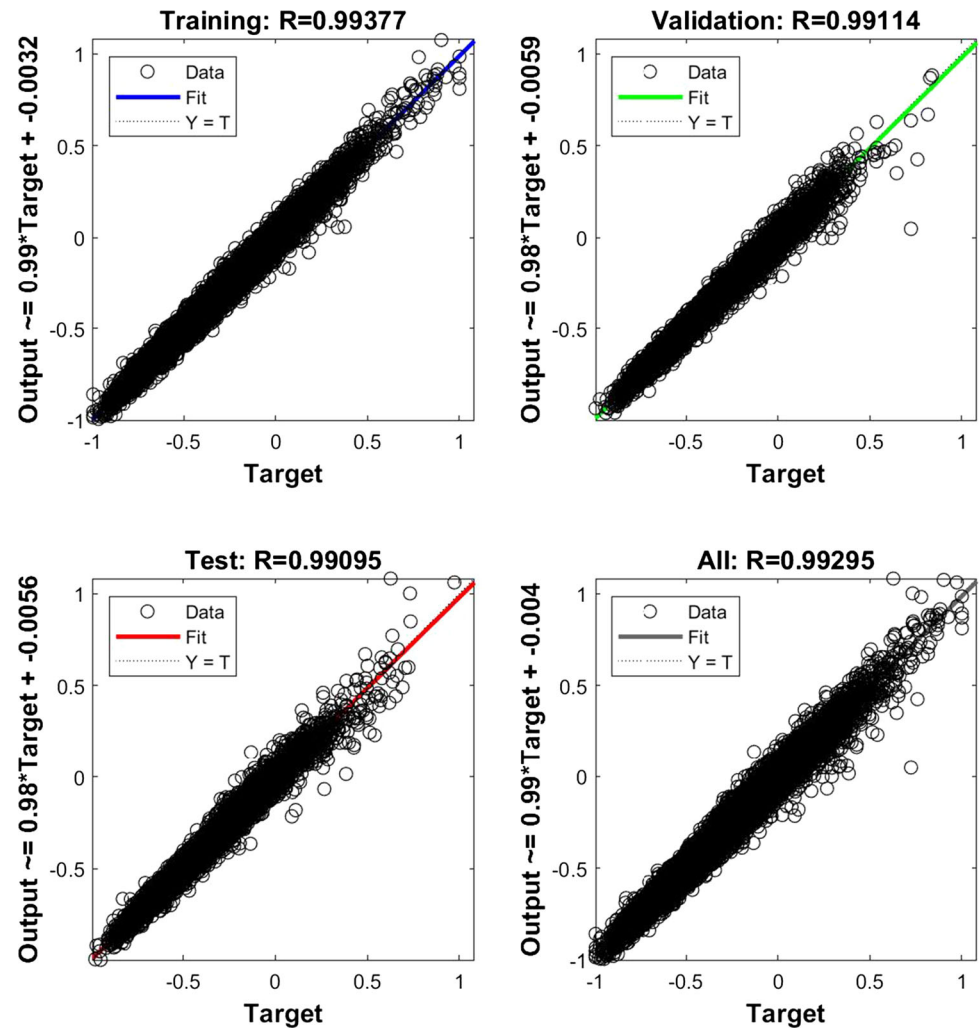 Training: R=0.99377
Output ~= 0.99*Target + -0.0032
1
0.5
0
-0.5
-1
Data
Fit
Y = T
-1 -0.5 0 0.5 1
Target
Validation: R=0.99114
Output ~= 0.98*Target + -0.0059
1
0.5
0
-0.5
Data
Fit
Y = T
-0.5 0 0.5 1
Target
Test: R=0.99095
Output ~= 0.98*Target + -0.0056
1
0.5
0
-0.5
Data
Fit
Y = T
-0.5 0 0.5 1
Target
All: R=0.99295
Output ~= 0.99*Target + -0.004
1
0.5
0
-0.5
-1
Data
Fit
Y = T
-1 -0.5 0 0.5 1
Target